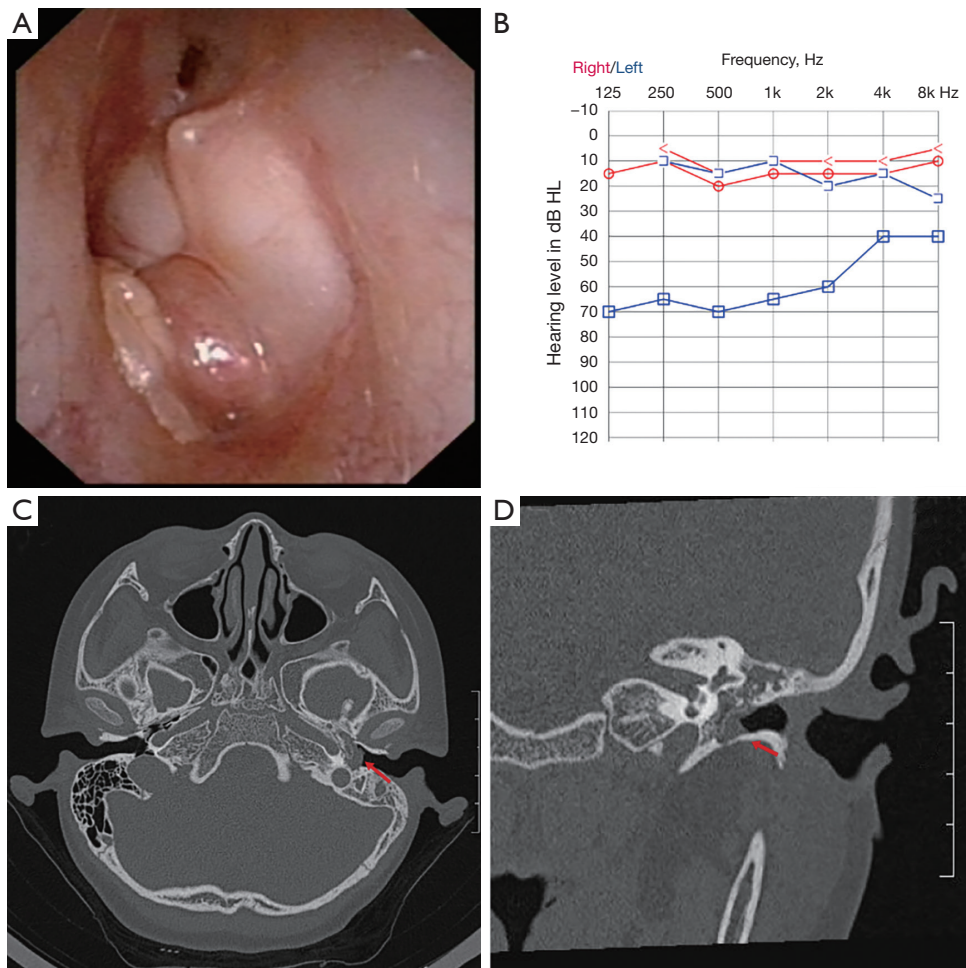 A
B
Frequency, Hz
Right/Left
125 250 500 1k 2k 4k 8k Hz
–10
0
10
20
30
40
50
60
70
80
90
100
110
120
Hearing level in dB HL
C
D